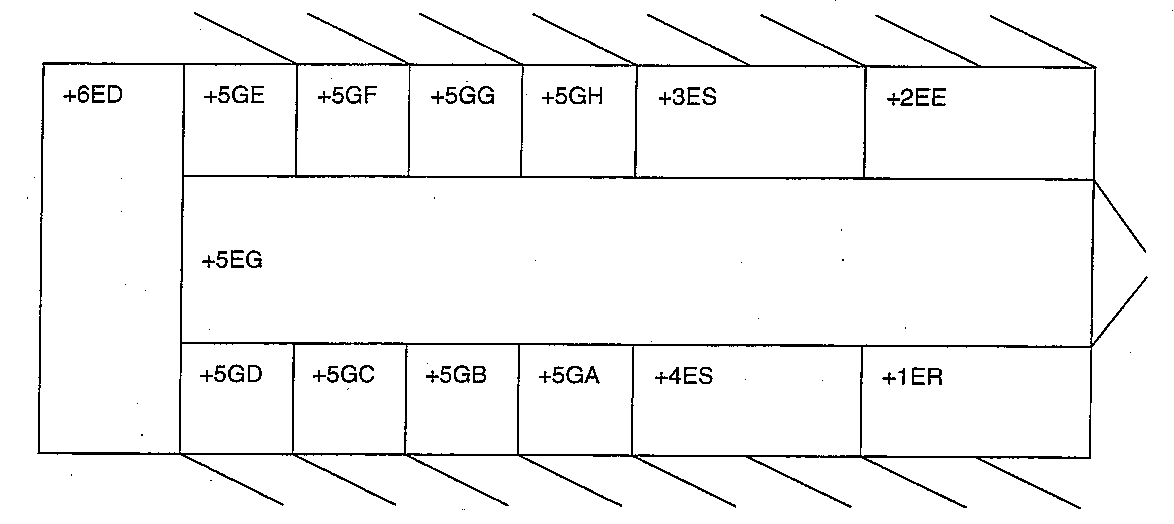 +6ED +5GE +5GF +5GG +5GH +3ES +2EE
+5EG
+5GD +5GC +5GB +5GA +4ES +1ER